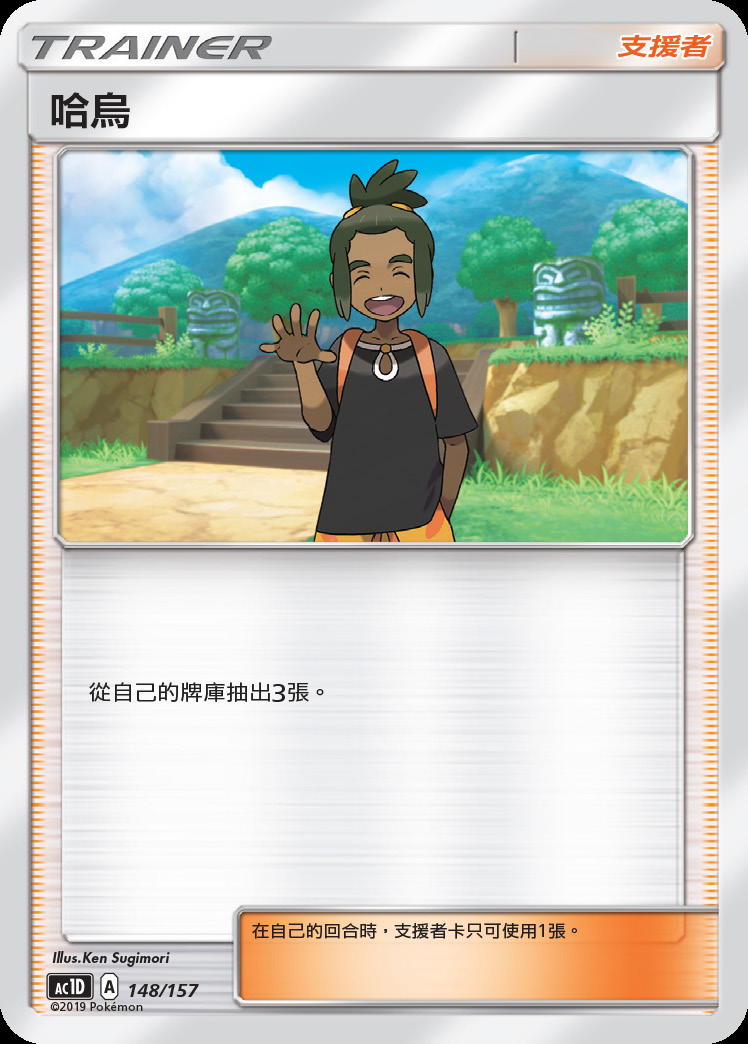 TRAINER
支援者
哈烏
從自己的牌庫抽出3張。
在自己的回合時，支援者卡只可使用1張。
Illus.Ken Sugimori
AC1D A 148/157
©2019 Pokémon